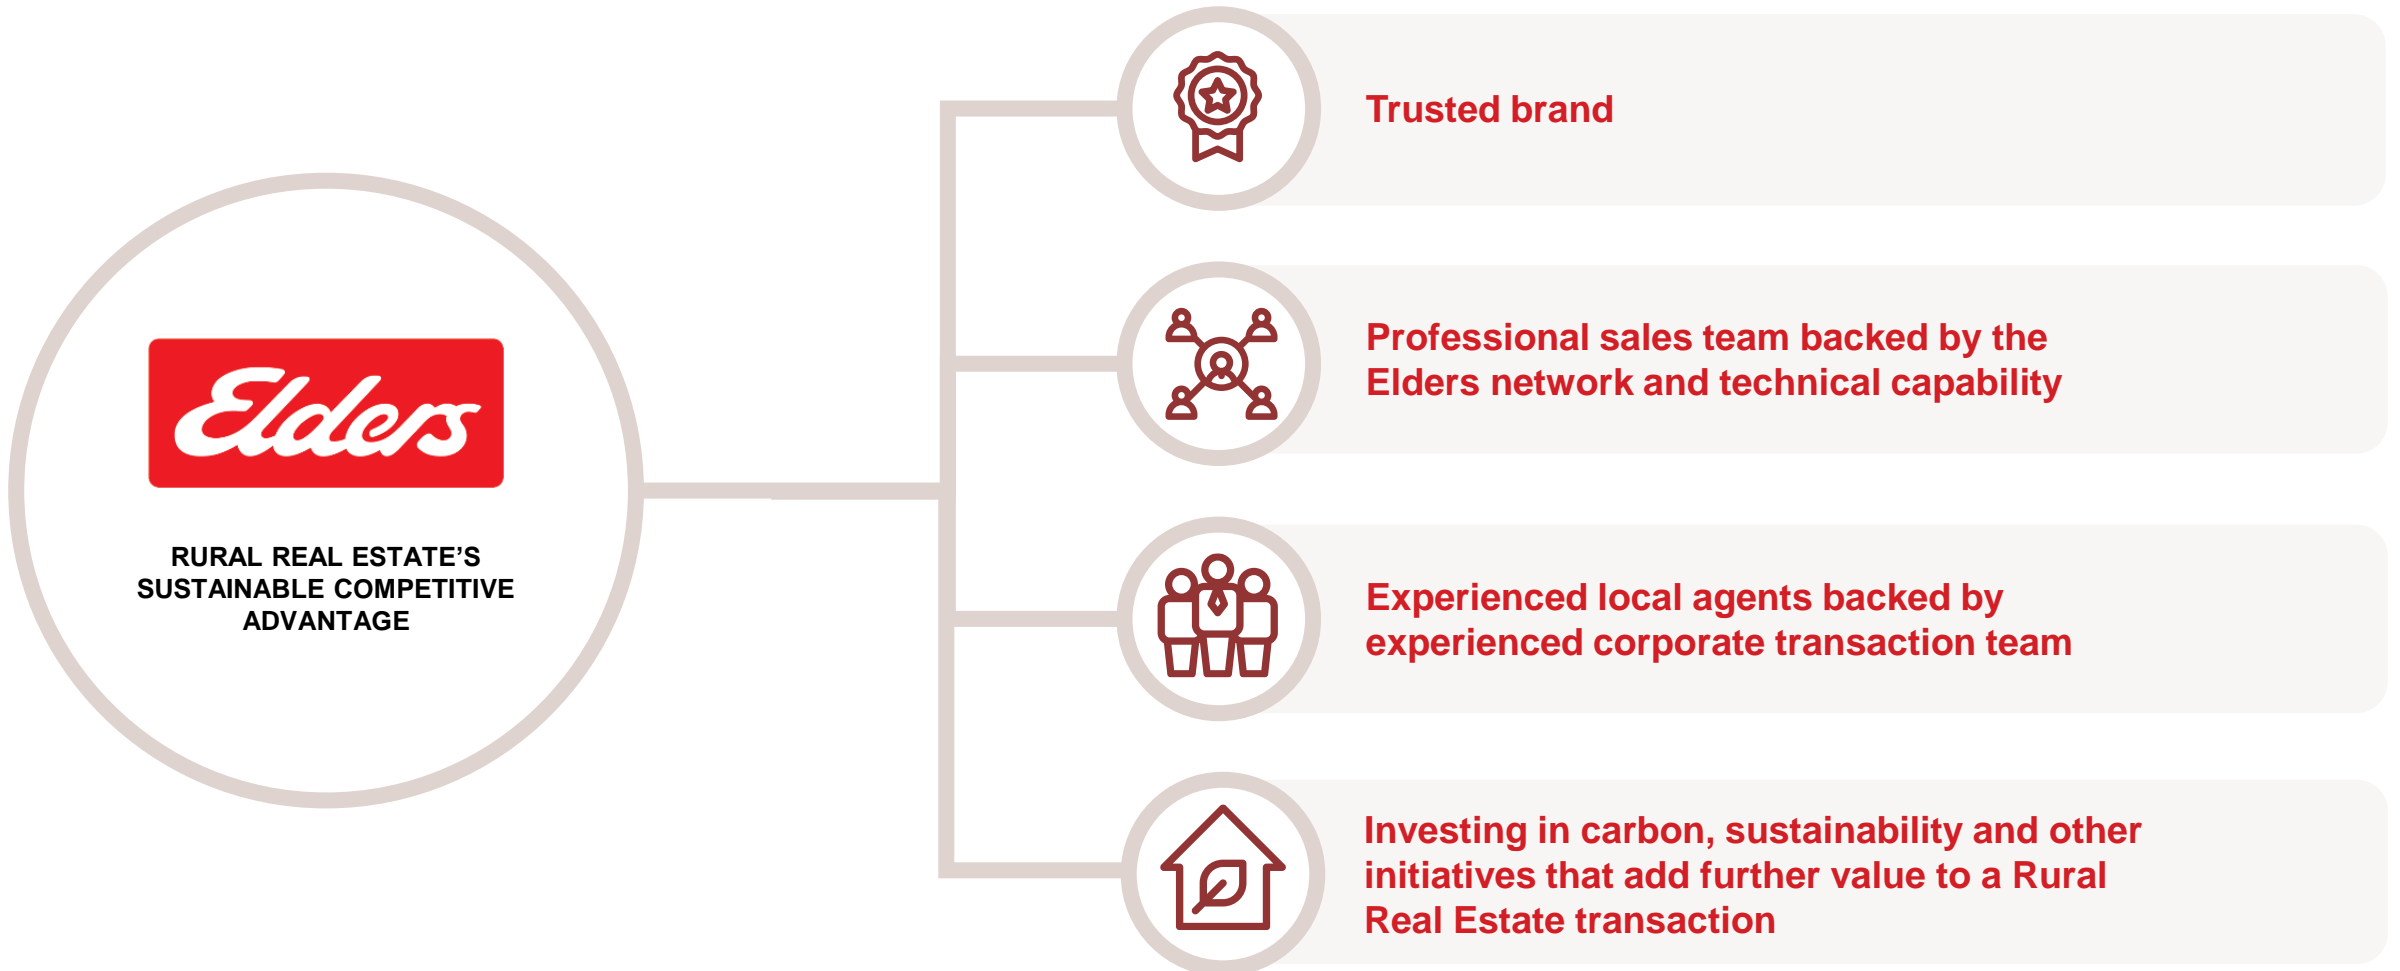 Elders
RURAL REAL ESTATE’S
SUSTAINABLE COMPETITIVE
ADVANTAGE
Trusted brand
Professional sales team backed by the
Elders network and technical capability
Experienced local agents backed by
experienced corporate transaction team
Investing in carbon, sustainability and other
initiatives that add further value to a Rural
Real Estate transaction